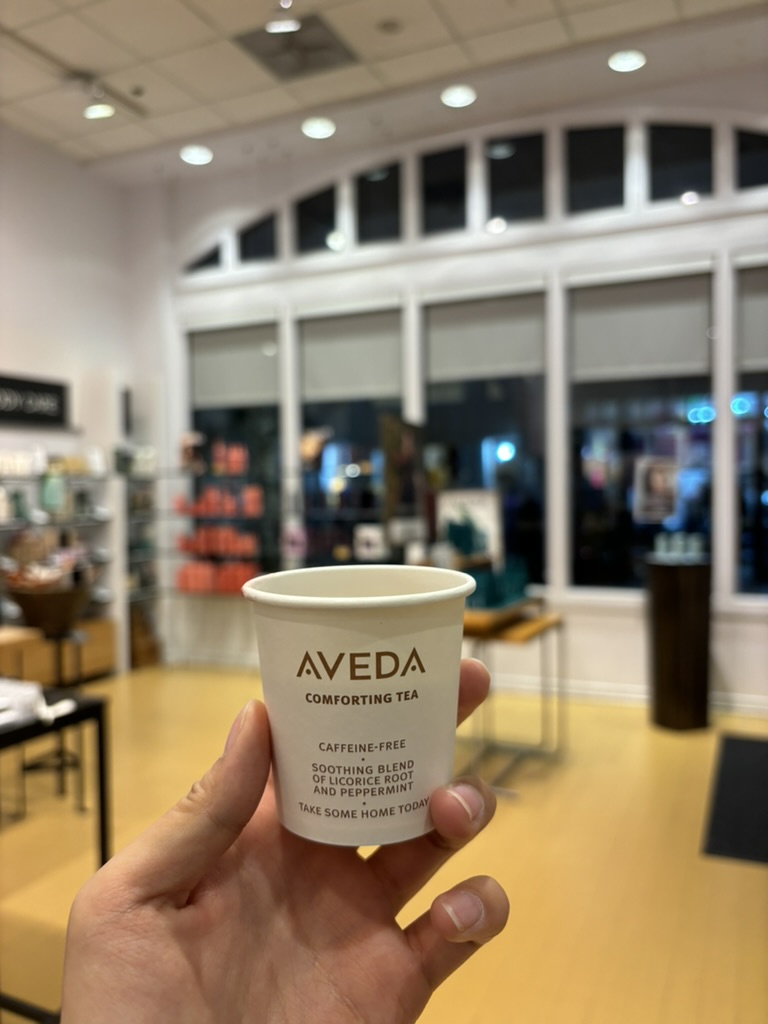 AVEDA
COMFORTING TEA
CAFFEINE-FREE
•
SOOTHING BLEND
OF LICORICE ROOT
AND PEPPERMINT
•
TAKE SOME HOME TODAY